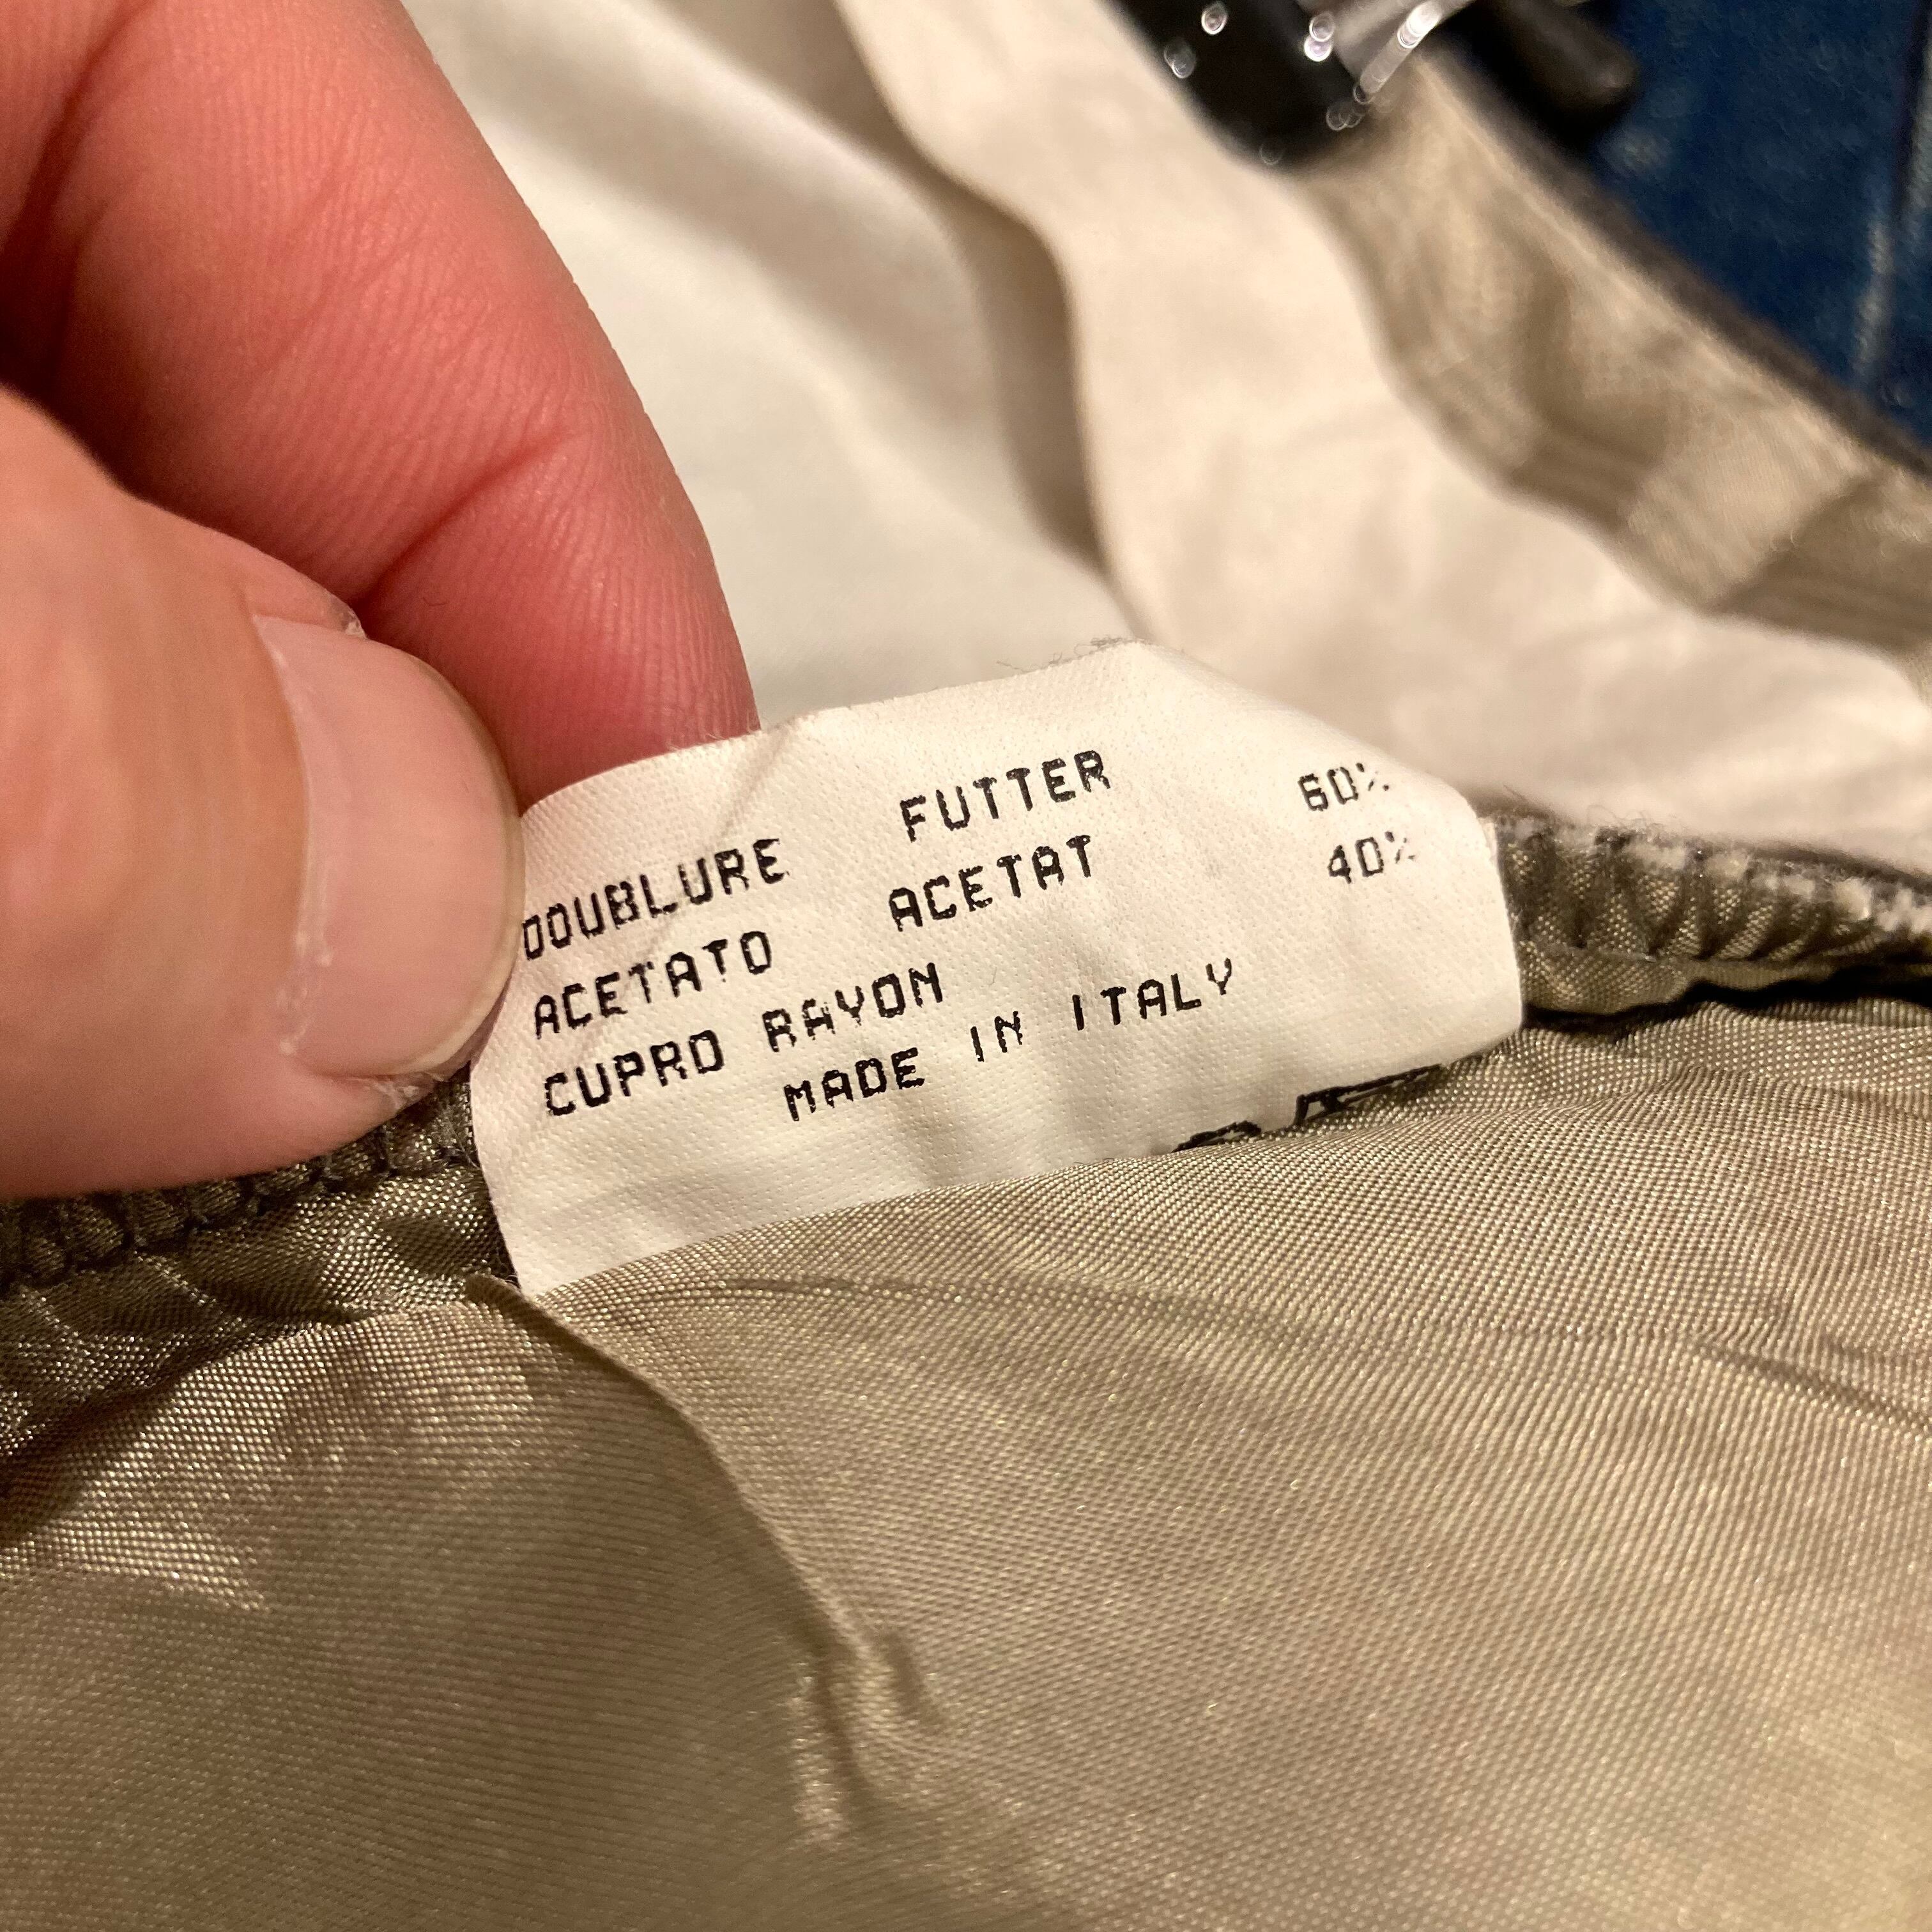 DOUBLURE FUTTER
ACETATO ACETAT 60%
CUPRO RAYON 40%
MADE IN ITALY